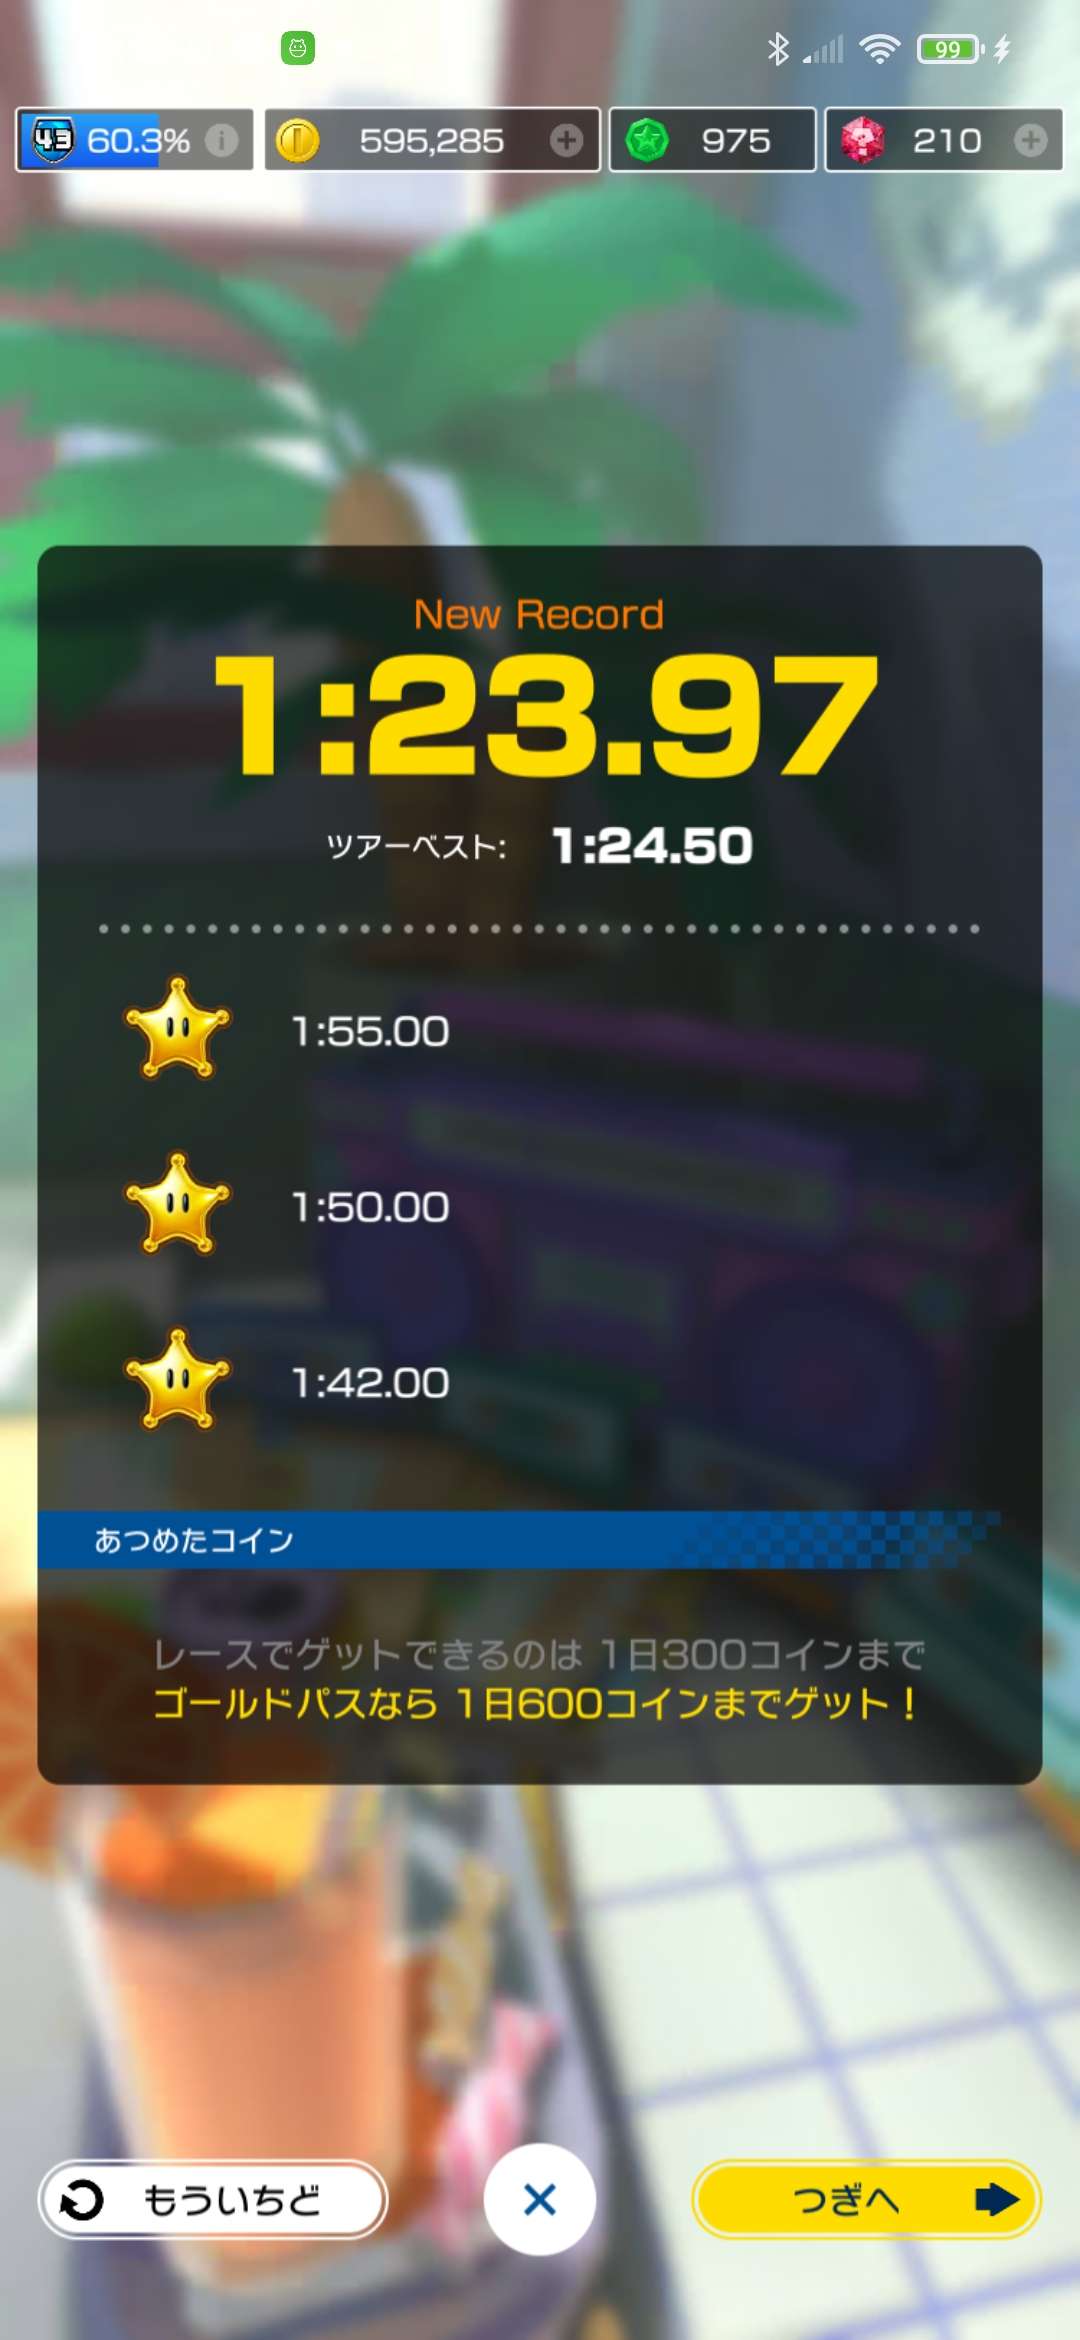 99
43 60.3% i 595,285 975 210
New Record
1:23.97
ツアーベスト: 1:24.50
1:55.00
1:50.00
1:42.00
あつめたコイン
レースでゲットできるのは 1日300コインまで
ゴールドパスなら 1日600コインまでゲット！
もういちど つぎへ